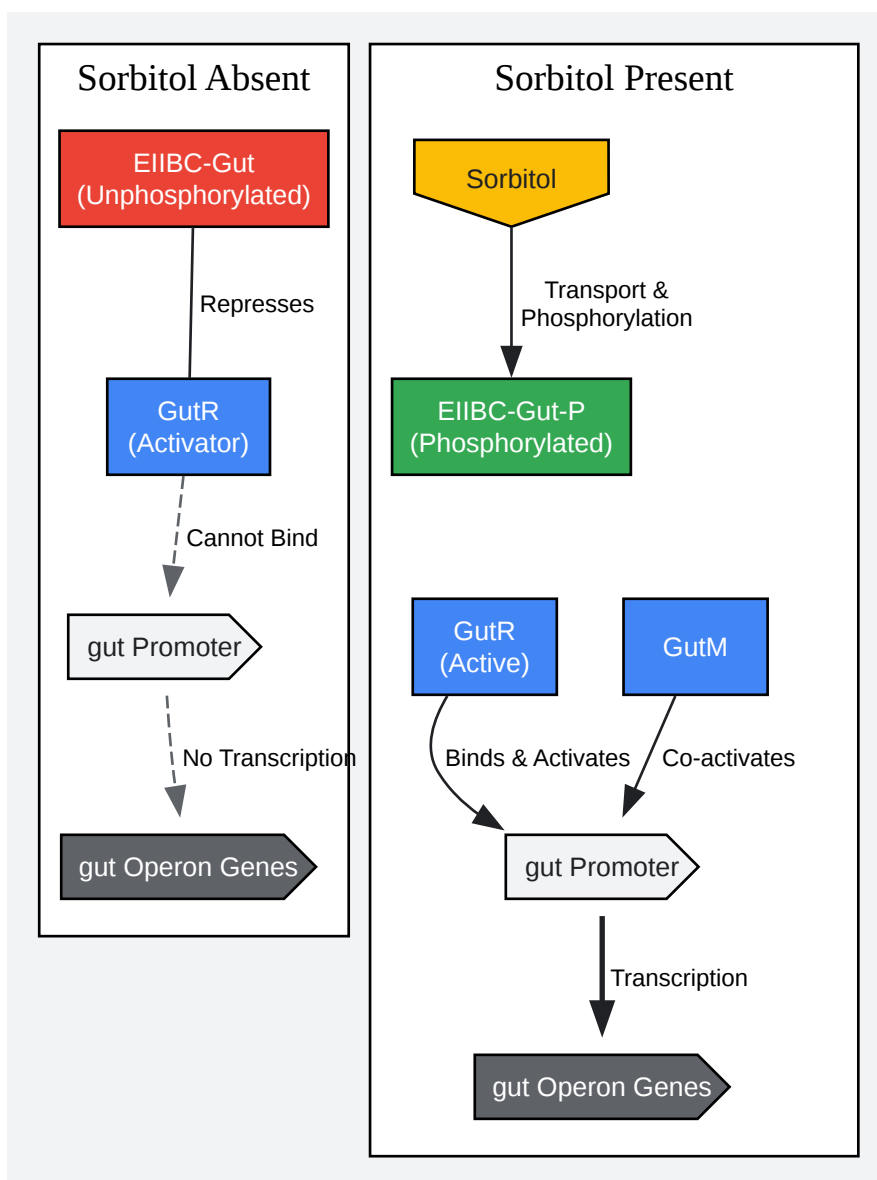 Sorbitol Absent
EIIBC-Gut
(Unphosphorylated)
Represses
GutR
(Activator)
Cannot Bind
gut Promoter
No Transcription
gut Operon Genes
Sorbitol Present
Sorbitol
Transport &
Phosphorylation
EIIBC-Gut-P
(Phosphorylated)
GutR
(Active)
GutM
Binds & Activates
Co-activates
gut Promoter
Transcription
gut Operon Genes